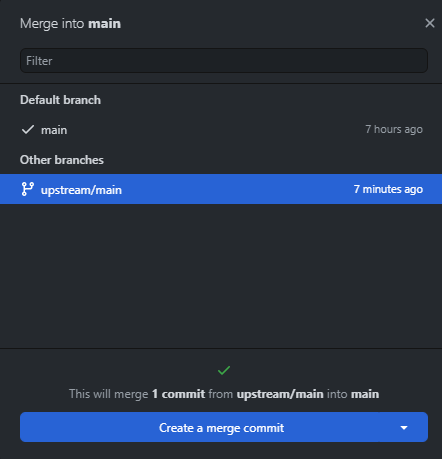 Merge into main
Filter
Default branch
main 7 hours ago
Other branches
upstream/main 7 minutes ago
This will merge 1 commit from upstream/main into main
Create a merge commit